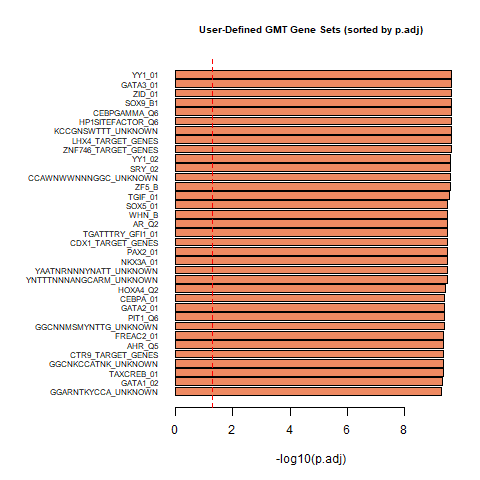 User-Defined GMT Gene Sets (sorted by p.adj)
YY1_01
GATA3_01
ZID_01
SOX9_B1
CEBPGAMMA_Q6
HP1SITEFACTOR_Q6
KCCGNSWTTT_UNKNOWN
LHX4_TARGET_GENES
ZNF746_TARGET_GENES
YY1_02
SRY_02
CCAWNWWNNNGGC_UNKNOWN
ZF5_B
TGIF_01
SOX5_01
WHN_B
AR_Q2
TGATTTRY_GFI1_01
CDX1_TARGET_GENES
PAX2_01
NKX3A_01
YAATNRNNNYNATT_UNKNOWN
YNTTTNNNANGCARM_UNKNOWN
HOXA4_Q2
CEBPA_01
GATA2_01
PIT1_Q6
GGCNNMSMYNTTG_UNKNOWN
FREAC2_01
AHR_Q5
CTR9_TARGET_GENES
GGCNKCCATNK_UNKNOWN
TAXCREB_01
GATA1_02
GGARNTKYCCA_UNKNOWN
0 2 4 6 8
-log10(p.adj)